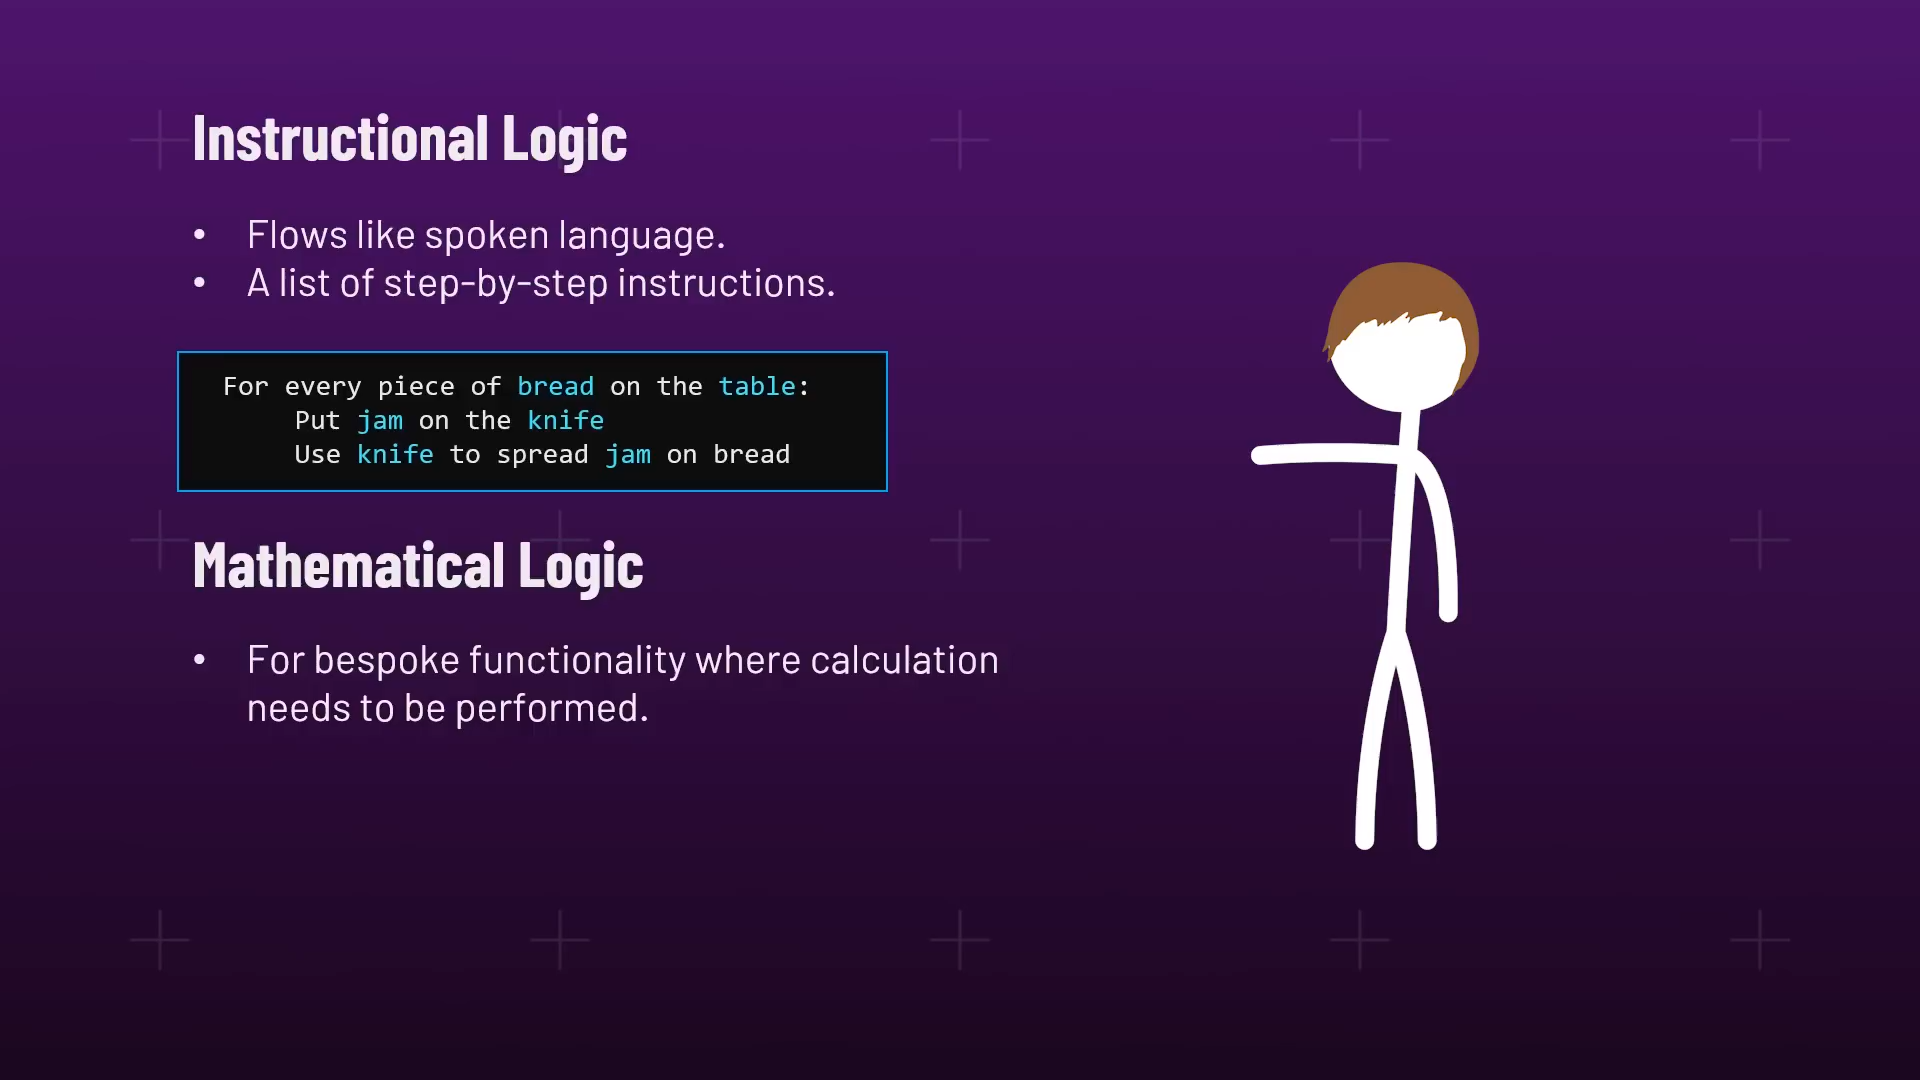 Instructional Logic
• Flows like spoken language.
• A list of step-by-step instructions.
For every piece of bread on the table:
Put jam on the knife
Use knife to spread jam on bread
Mathematical Logic
• For bespoke functionality where calculation
needs to be performed.